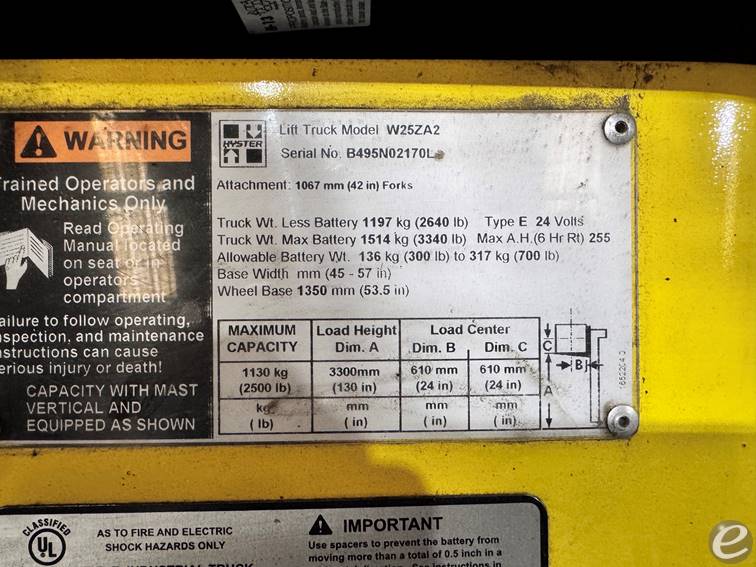 WARNING
Trained Operators and
Mechanics Only
Read Operating
Manual located
on seat or in
operators
compartment
Failure to follow operating,
inspection, and maintenance
instructions can cause
serious injury or death!
CAPACITY WITH MAST
VERTICAL AND
EQUIPPED AS SHOWN
HYSTER
Lift Truck Model W25ZA2
Serial No. B495N02170L
Attachment: 1067 mm (42 in) Forks
Truck Wt. Less Battery 1197 kg (2640 lb) Type E 24 Volts
Truck Wt. Max Battery 1514 kg (3340 lb) Max A.H.(6 Hr Rt) 255
Allowable Battery Wt. 136 kg (300 lb) to 317 kg (700 lb)
Base Width mm (45 - 57 in)
Wheel Base 1350 mm (53.5 in)
MAXIMUM CAPACITY Load Height Dim. A Load Center Dim. B Dim. C
1130 kg 3300mm 610 mm 610 mm
(2500 lb) (130 in) (24 in) (24 in)
kg mm mm mm
( lb) ( in) ( in) ( in)
C
B
A
CLASSIFIED
UL
AS TO FIRE AND ELECTRIC
SHOCK HAZARDS ONLY
IMPORTANT
Use spacers to prevent the battery from
moving more than a total of 0.5 inch in a
e